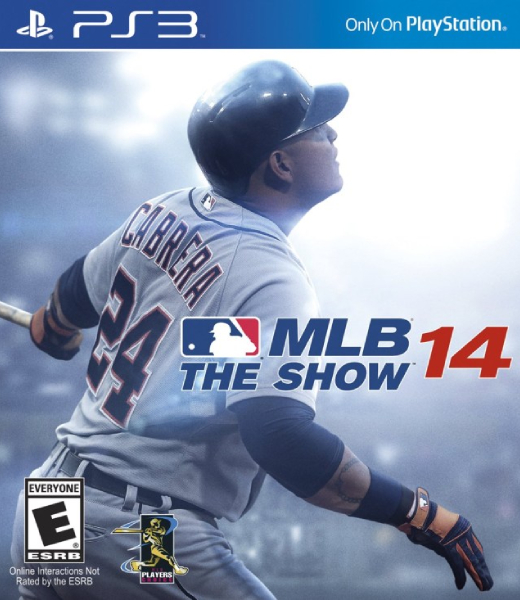 PS3
Only On PlayStation®
CABRERA
24
MLB 14
THE SHOW™
EVERYONE
E
ESRB
Online Interactions Not
Rated by the ESRB
PLAYERS